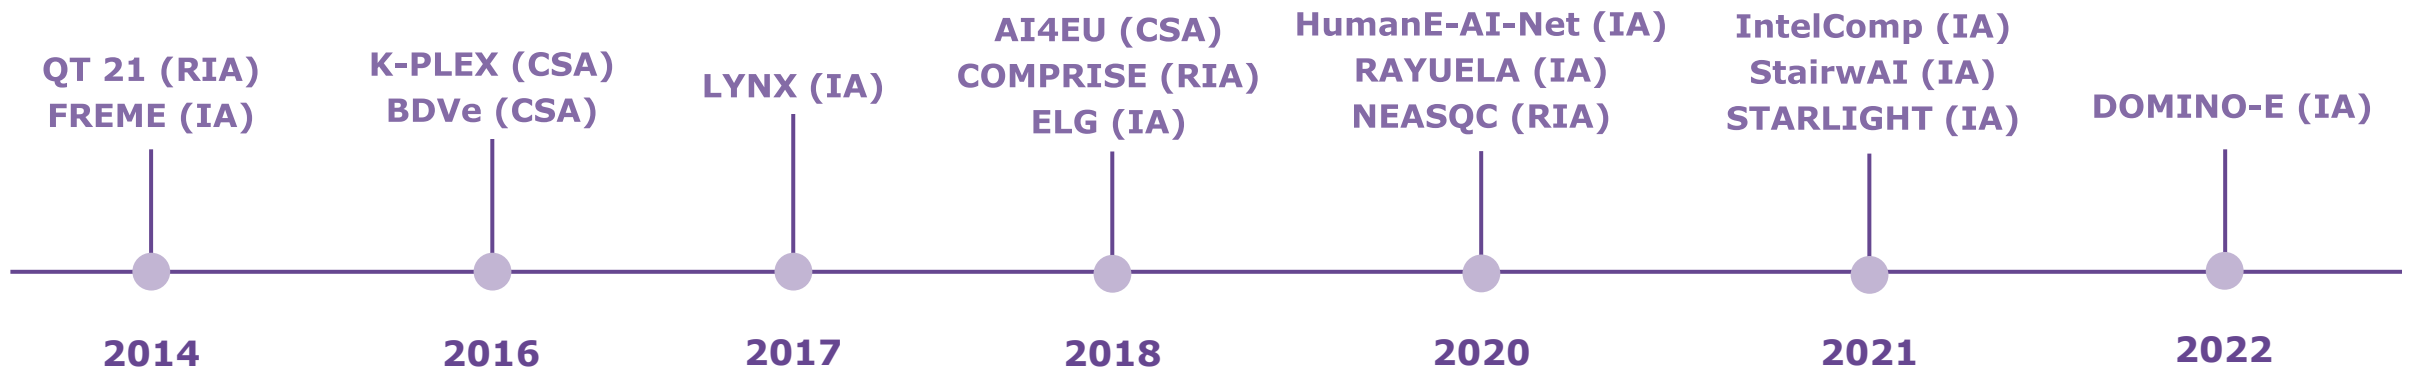 QT 21 (RIA)
FREME (IA)
2014
K-PLEX (CSA)
BDVe (CSA)
2016
LYNX (IA)
2017
AI4EU (CSA)
COMPRISE (RIA)
ELG (IA)
2018
HumanE-AI-Net (IA)
RAYUELA (IA)
NEASQC (RIA)
2020
IntelComp (IA)
StairwAI (IA)
STARLIGHT (IA)
2021
DOMINO-E (IA)
2022